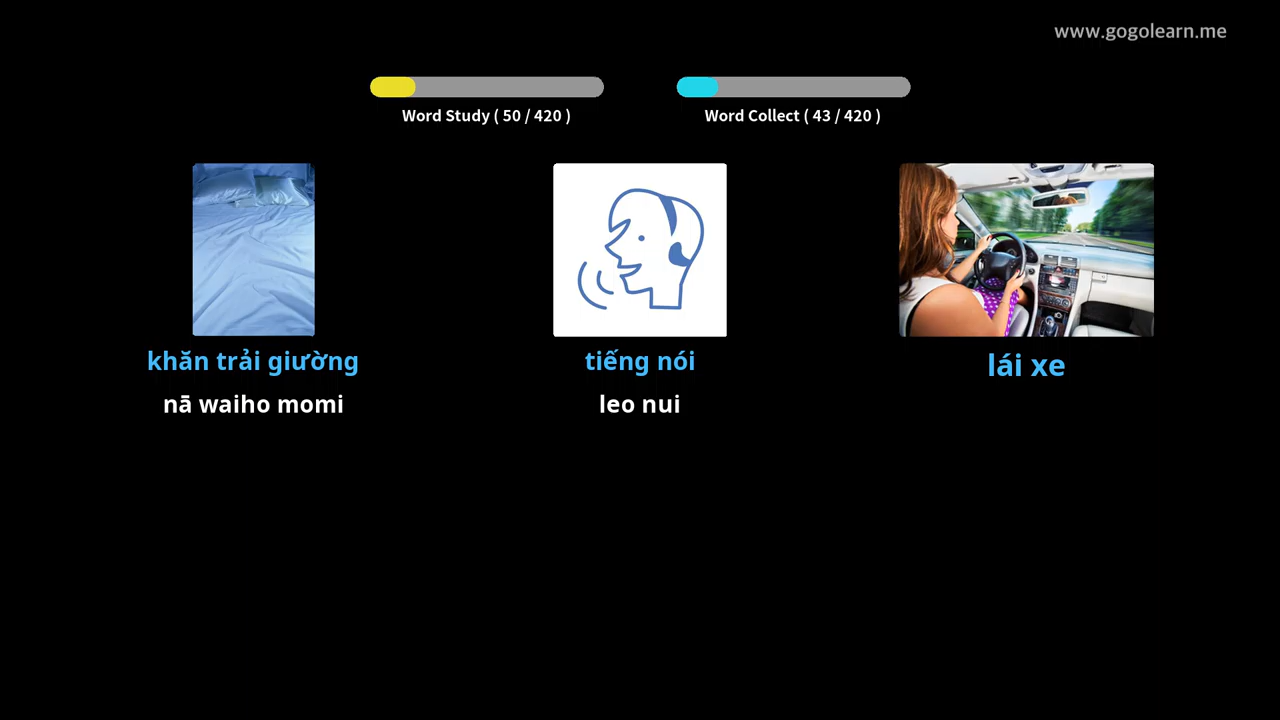 www.gogolearn.me
Word Study ( 50 / 420 )
Word Collect ( 43 / 420 )
khăn trải giường
tiếng nói
lái xe
nā waiho momi
leo nui